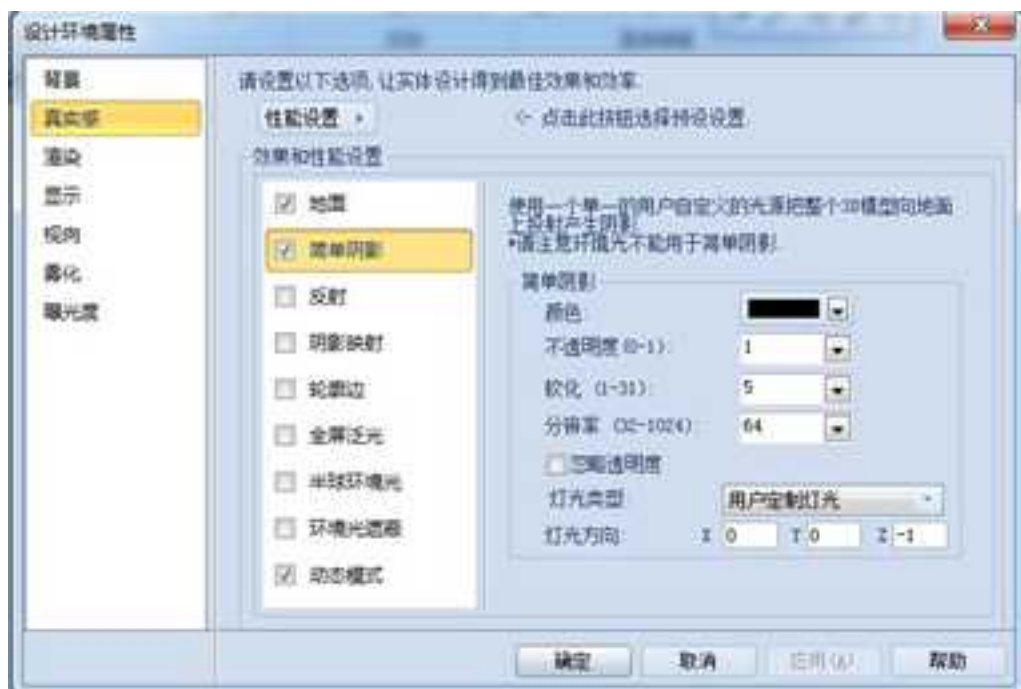 设计环境属性
背景
真实感
渲染
显示
视向
雾化
曝光度
请设置以下选项,让实体设计得到最佳效果和效率.
性能设置
<- 点击此按钮选择预设设置.
效果和性能设置
地面
简单阴影
反射
阴影映射
轮廓边
全屏泛光
半球环境光
环境光遮蔽
动态模式
使用一个单一的用户自定义的光源把整个3D模型向地面
上投射产生阴影.
*请注意环境光不能用于简单阴影.
简单阴影
颜色
不透明度(0-1): 1
软化 (1-31): 5
分辨率 (32-1024): 64
忽略透明度
灯光类型 用户定制灯光
灯光方向 X 0 Y 0 Z -1
确定 取消 应用(A) 帮助